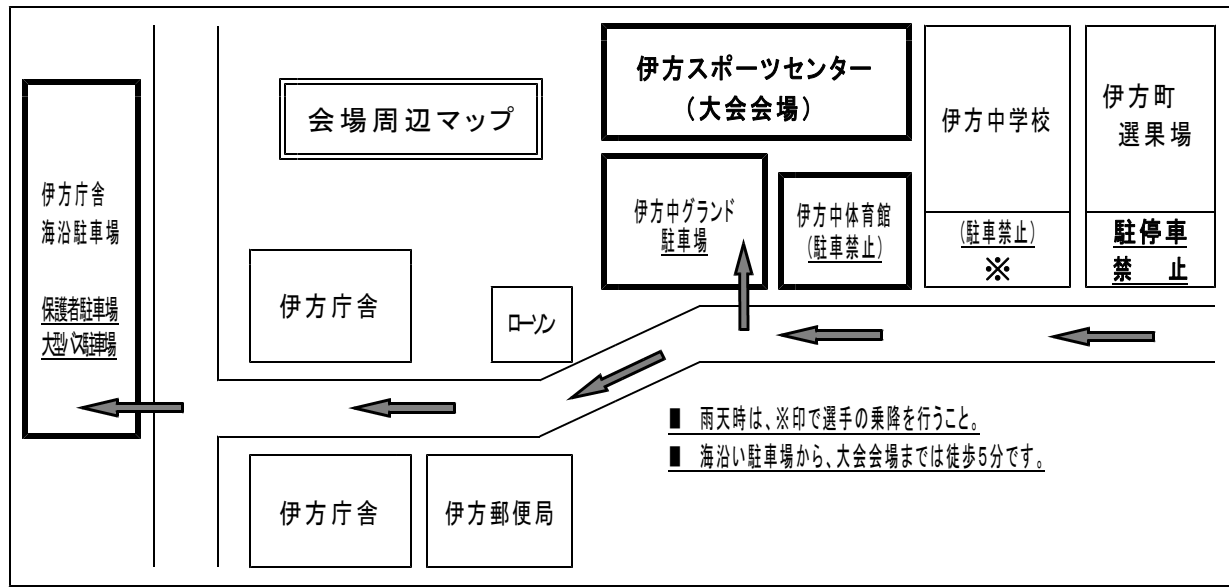 会場周辺マップ
伊方スポーツセンター
(大会会場)
伊方中学校
(駐車禁止)
※
伊方町
選果場
駐停車
禁　止
伊方中グランド
駐車場
伊方中体育館
(駐車禁止)
伊方庁舎
海沿駐車場
保護者駐車場
大型バス駐車場
伊方庁舎
ローソン
■ 雨天時は、※印で選手の乗降を行うこと。
■ 海沿い駐車場から、大会会場までは徒歩5分です。
伊方庁舎
伊方郵便局